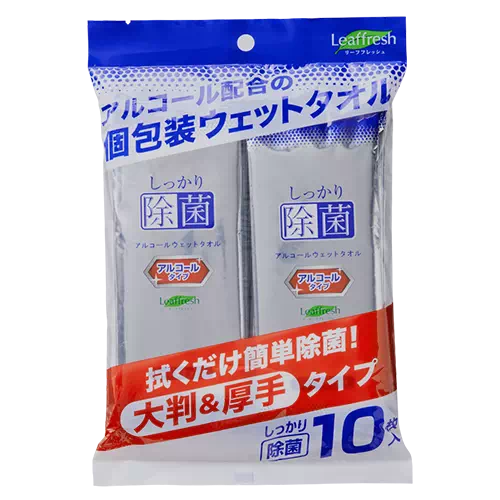 Leaffresh
リーフフレッシュ
アルコール配合の
個包装ウェットタオル
しっかり
除菌
アルコールウェットタオル
アルコール
タイプ
Leaffresh
しっかり
除菌
アルコールウェットタオル
アルコール
タイプ
Leaffresh
拭くだけ簡単除菌!
大判&厚手タイプ
しっかり
除菌
10枚入